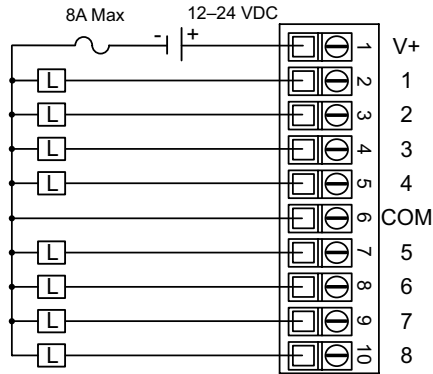 8A Max
12–24 VDC
- +
1 V+
L 2 1
L 3 2
L 4 3
L 5 4
6 COM
L 7 5
L 8 6
L 9 7
L 10 8